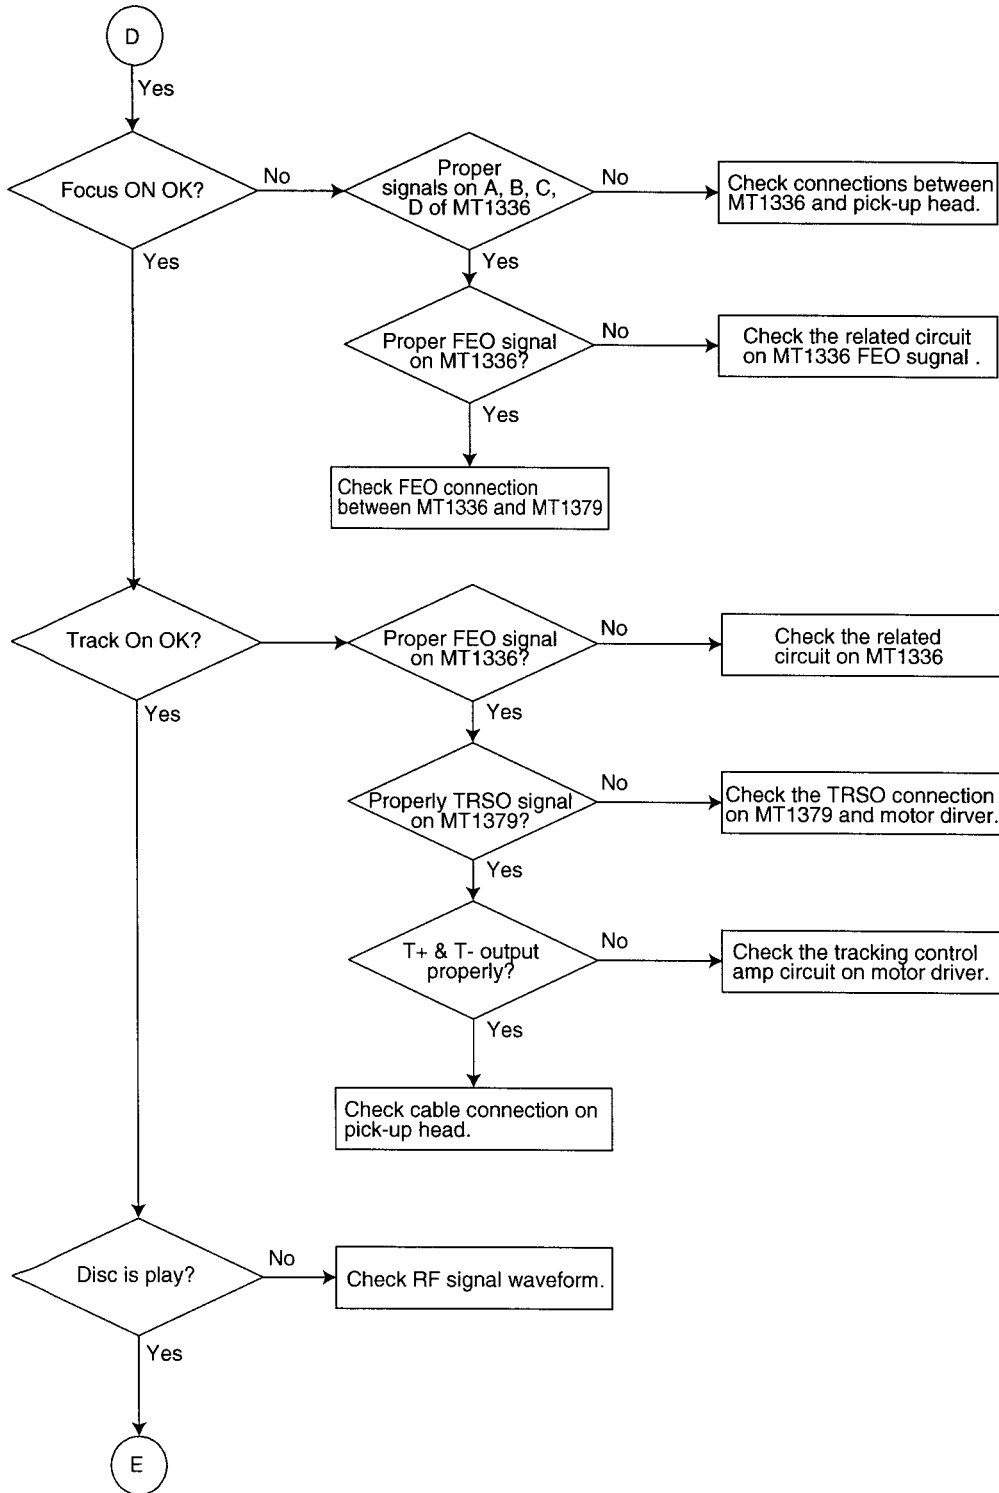 D
Yes
Focus ON OK?
No
Proper
signals on A, B, C,
D of MT1336
No
Check connections between
MT1336 and pick-up head.
Yes
Yes
Proper FEO signal
on MT1336?
No
Check the related circuit
on MT1336 FEO sugnal .
Yes
Check FEO connection
between MT1336 and MT1379
Track On OK?
Proper FEO signal
on MT1336?
No
Check the related
circuit on MT1336
Yes
Yes
Properly TRSO signal
on MT1379?
No
Check the TRSO connection
on MT1379 and motor dirver.
Yes
T+ & T- output
properly?
No
Check the tracking control
amp circuit on motor driver.
Yes
Check cable connection on
pick-up head.
Disc is play?
No
Check RF signal waveform.
Yes
E